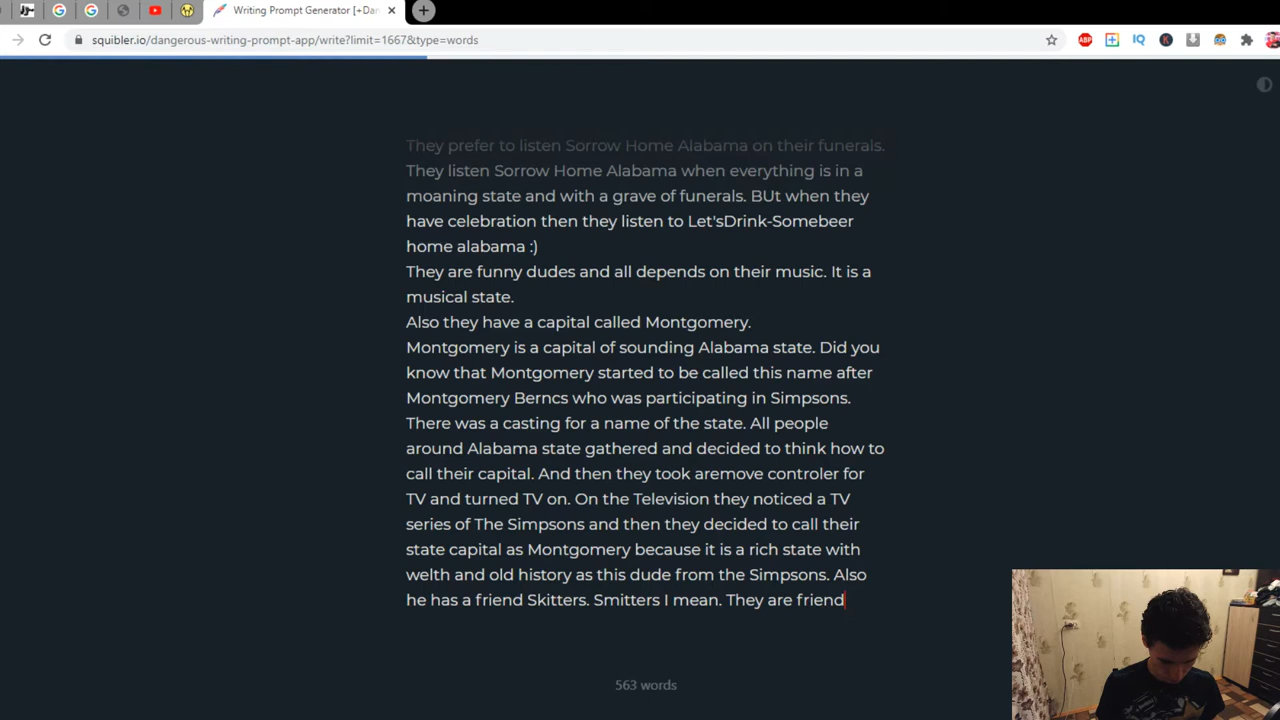 Writing Prompt Generator [+Dan
squibler.io/dangerous-writing-prompt-app/write?limit=1667&type=words
ABP
IQ
K
They prefer to listen Sorrow Home Alabama on their funerals.
They listen Sorrow Home Alabama when everything is in a
moaning state and with a grave of funerals. BUt when they
have celebration then they listen to Let'sDrink-Somebeer
home alabama :)
They are funny dudes and all depends on their music. It is a
musical state.
Also they have a capital called Montgomery.
Montgomery is a capital of sounding Alabama state. Did you
know that Montgomery started to be called this name after
Montgomery Berncs who was participating in Simpsons.
There was a casting for a name of the state. All people
around Alabama state gathered and decided to think how to
call their capital. And then they took aremove controler for
TV and turned TV on. On the Television they noticed a TV
series of The Simpsons and then they decided to call their
state capital as Montgomery because it is a rich state with
welth and old history as this dude from the Simpsons. Also
he has a friend Skitters. Smitters I mean. They are friend
563 words